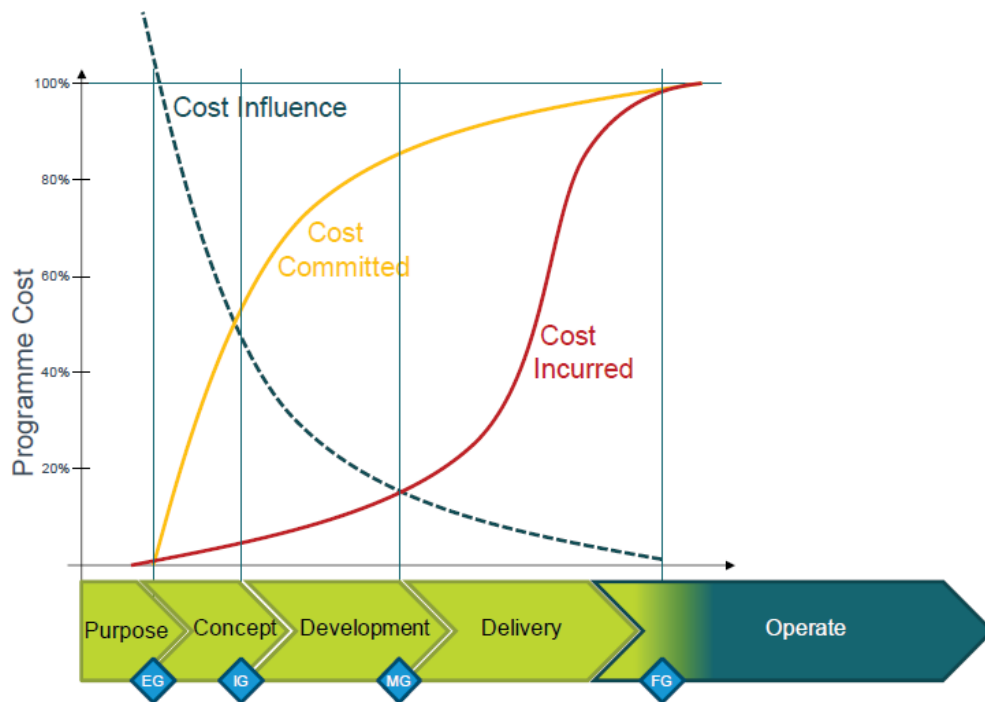 100%
Cost Influence
80%
Cost
Committed
60%
Cost
Incurred
40%
20%
Programme Cost
Purpose
Concept
Development
Delivery
Operate
EG
IG
MG
FG